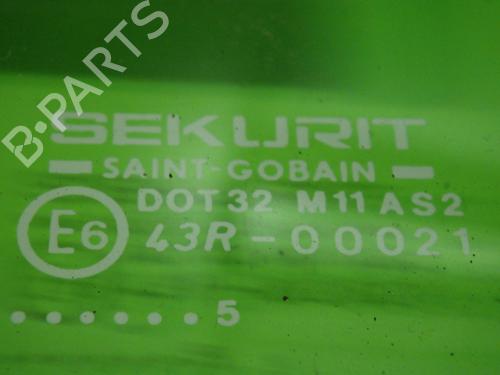 B-PARTS
SEKURIT
SAINT-GOBAIN
DOT 32 M11 AS2
E6 43R-00021
......5